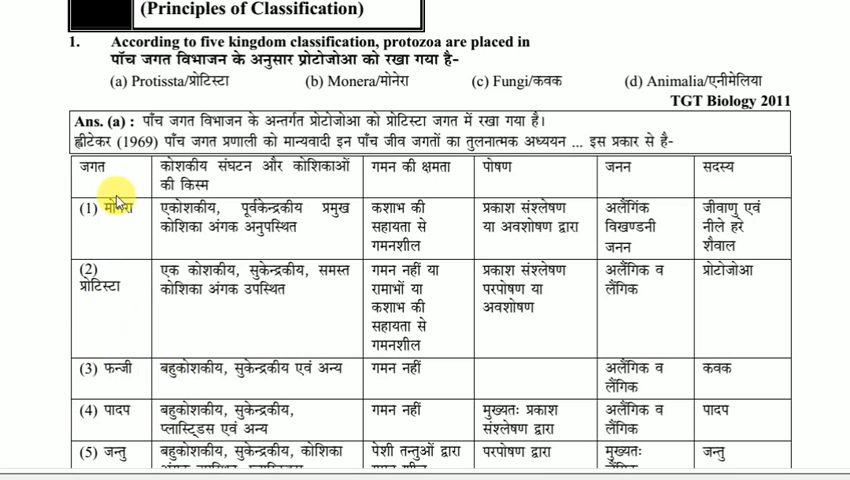 (Principles of Classification)
1. According to five kingdom classification, protozoa are placed in
पाँच जगत विभाजन के अनुसार प्रोटोजोआ को रखा गया है-
(a) Protissta/प्रोटिस्टा (b) Monera/मोनेरा (c) Fungi/कवक (d) Animalia/एनीमेलिया
TGT Biology 2011
Ans. (a) : पाँच जगत विभाजन के अन्तर्गत प्रोटोजोआ को प्रोटिस्टा जगत में रखा गया है।
ह्वीटेकर (1969) पाँच जगत प्रणाली को मान्यवादी इन पाँच जीव जगतों का तुलनात्मक अध्ययन ... इस प्रकार से है-
जगत कोशकीय संघटन और कोशिकाओं गमन की क्षमता पोषण जनन सदस्य
की किस्म
(1) मोनेरा एकोशकीय, पूर्वकेन्द्रकीय प्रमुख कशाभ की प्रकाश संश्लेषण अलैंगिक जीवाणु एवं
कोशिका अंगक अनुपस्थित सहायता से या अवशोषण द्वारा विखण्डनी नीले हरे
गमनशील जनन शैवाल
(2) एक कोशकीय, सुकेन्द्रकीय, समस्त गमन नहीं या प्रकाश संश्लेषण अलैंगिक व प्रोटोजोआ
प्रोटिस्टा कोशिका अंगक उपस्थित रामाभों या परपोषण या लैंगिक
कशाभ की अवशोषण
सहायता से
गमनशील
(3) फन्जी बहुकोशकीय, सुकेन्द्रकीय एवं अन्य गमन नहीं अलैंगिक व कवक
लैंगिक
(4) पादप बहुकोशकीय, सुकेन्द्रकीय, गमन नहीं मुख्यतः प्रकाश अलैंगिक व पादप
प्लास्टिडस एवं अन्य संश्लेषण द्वारा लैंगिक
(5) जन्तु बहुकोशकीय, सुकेन्द्रकीय, कोशिका पेशी तन्तुओं द्वारा परपोषण द्वारा मुख्यतः जन्तु